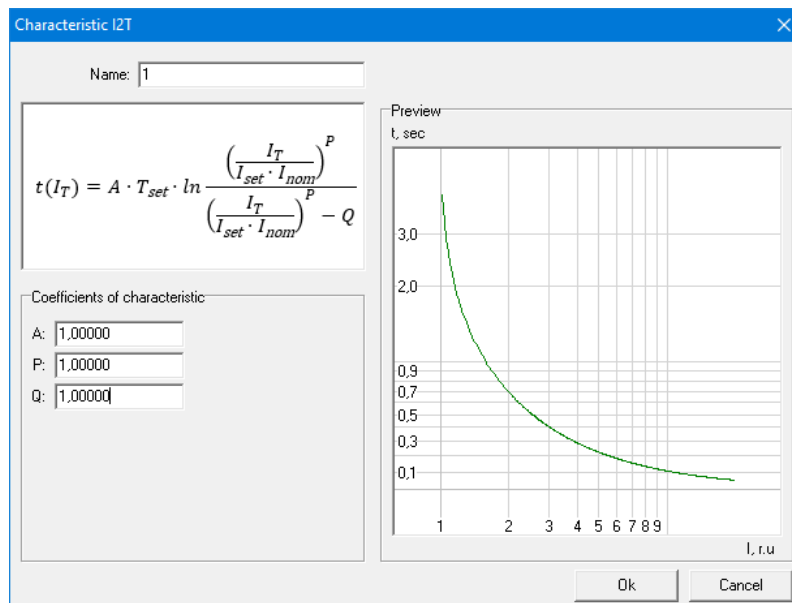 Characteristic I2T
Name: 1
t(I_T) = A · T_set · ln ((I_T / (I_set · I_nom))^P) / ((I_T / (I_set · I_nom))^P − Q)
Coefficients of characteristic
A: 1,00000
P: 1,00000
Q: 1,00000
Preview
t, sec
3,0
2,0
0,9
0,7
0,5
0,3
0,1
1 2 3 4 5 6 7 8 9
I, r.u
Ok Cancel